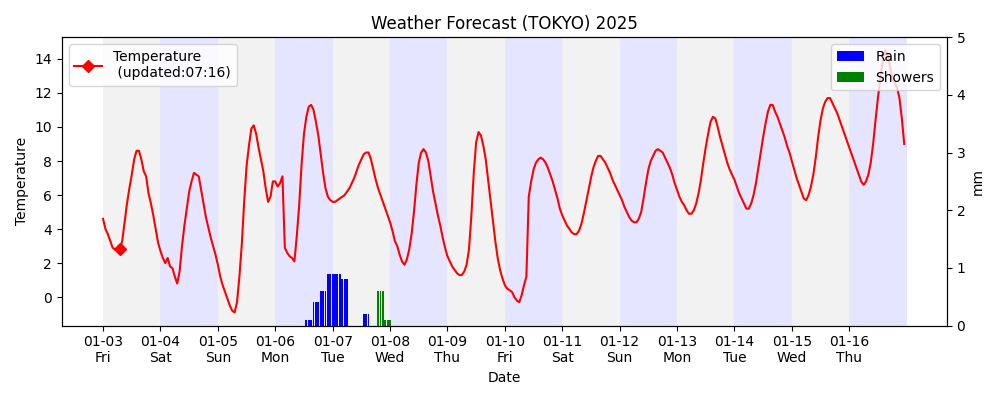 Weather Forecast (TOKYO) 2025
Temperature
(updated:07:16)
Rain
Showers
Temperature
14
12
10
8
6
4
2
0
5
4
3
2
1
0
mm
01-03 01-04 01-05 01-06 01-07 01-08 01-09 01-10 01-11 01-12 01-13 01-14 01-15 01-16
Fri Sat Sun Mon Tue Wed Thu Fri Sat Sun Mon Tue Wed Thu
Date